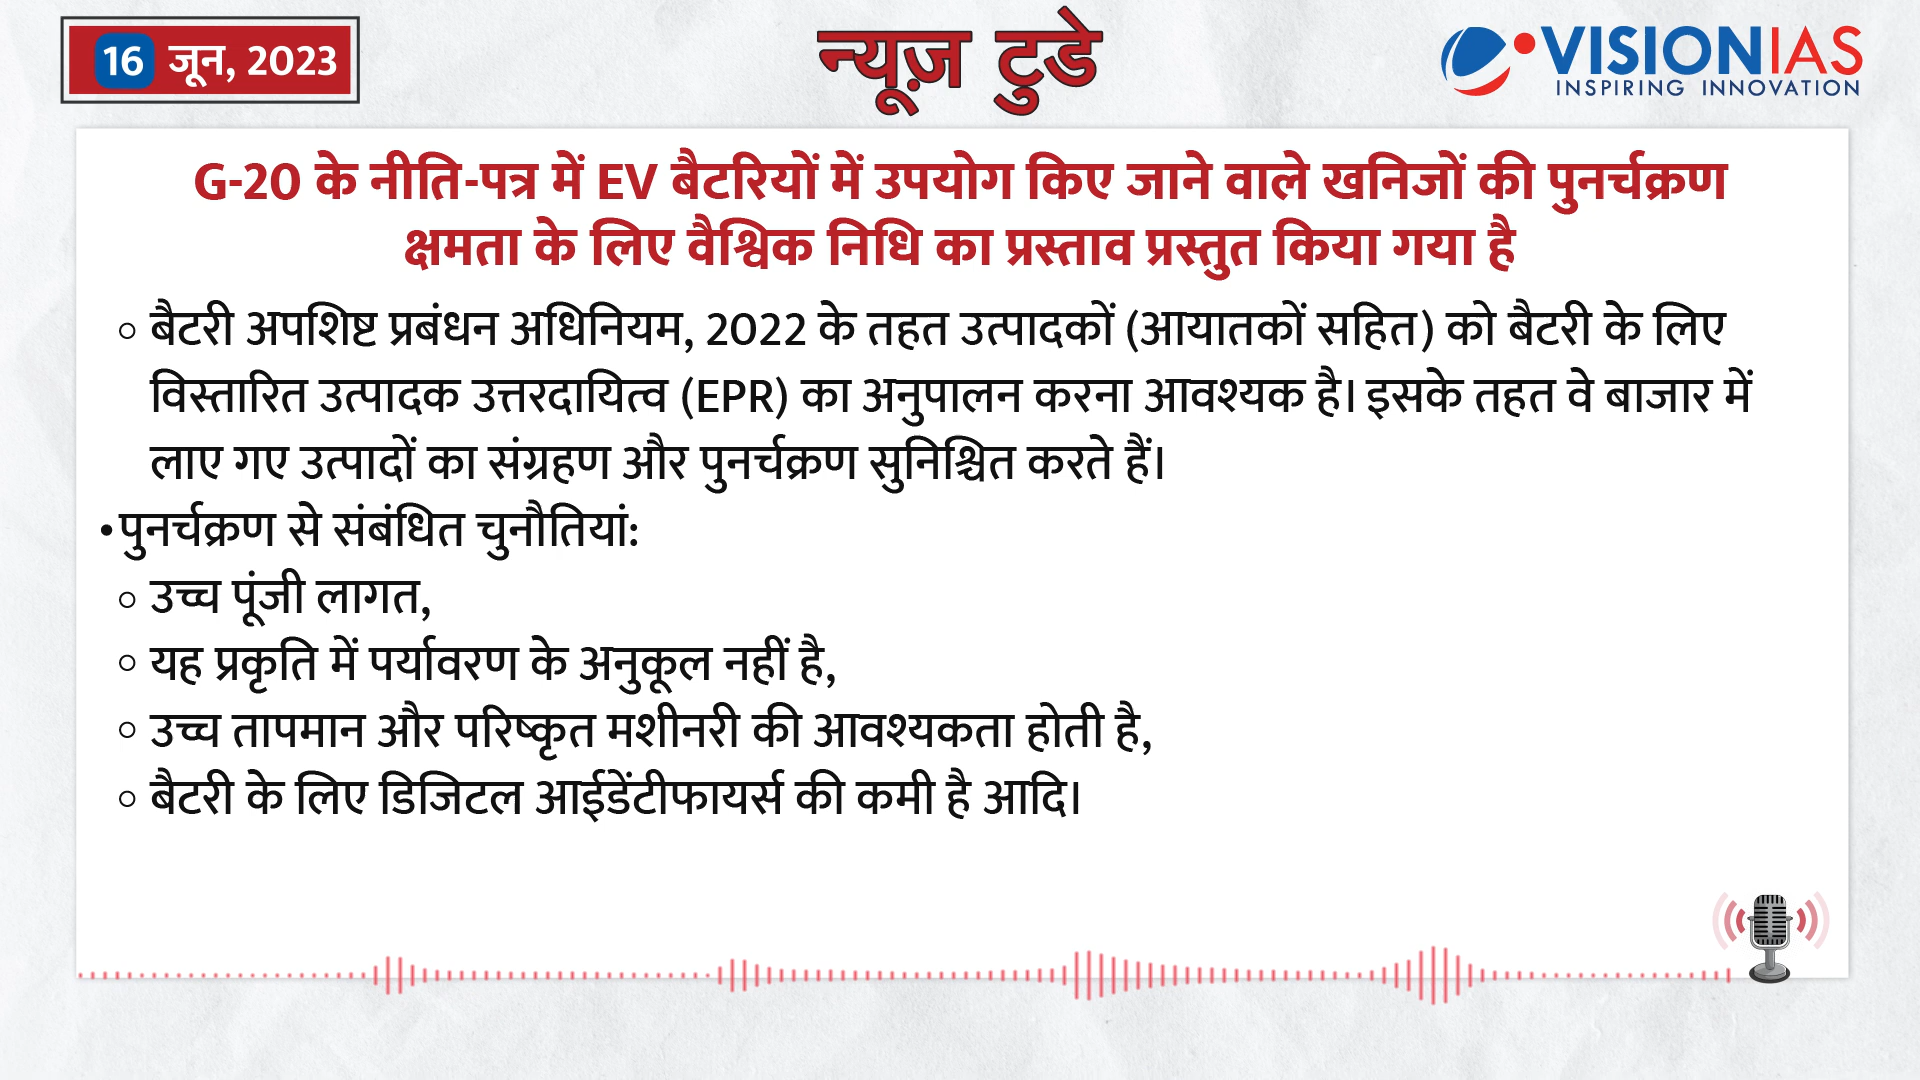 16 जून, 2023
न्यूज़ टुडे
VISIONIAS
INSPIRING INNOVATION
G-20 के नीति-पत्र में EV बैटरियों में उपयोग किए जाने वाले खनिजों की पुनर्चक्रण
क्षमता के लिए वैश्विक निधि का प्रस्ताव प्रस्तुत किया गया है
○ बैटरी अपशिष्ट प्रबंधन अधिनियम, 2022 के तहत उत्पादकों (आयातकों सहित) को बैटरी के लिए
विस्तारित उत्पादक उत्तरदायित्व (EPR) का अनुपालन करना आवश्यक है। इसके तहत वे बाजार में
लाए गए उत्पादों का संग्रहण और पुनर्चक्रण सुनिश्चित करते हैं।
•पुनर्चक्रण से संबंधित चुनौतियां:
○ उच्च पूंजी लागत,
○ यह प्रकृति में पर्यावरण के अनुकूल नहीं है,
○ उच्च तापमान और परिष्कृत मशीनरी की आवश्यकता होती है,
○ बैटरी के लिए डिजिटल आईडेंटीफायर्स की कमी है आदि।